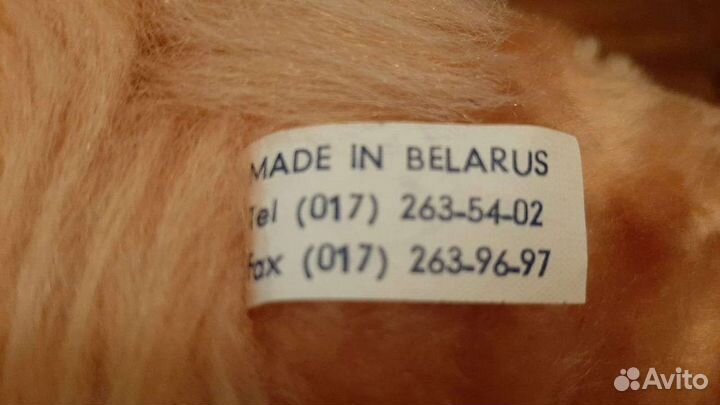 MADE IN BELARUS
Tel (017) 263-54-02
fax (017) 263-96-97
Avito